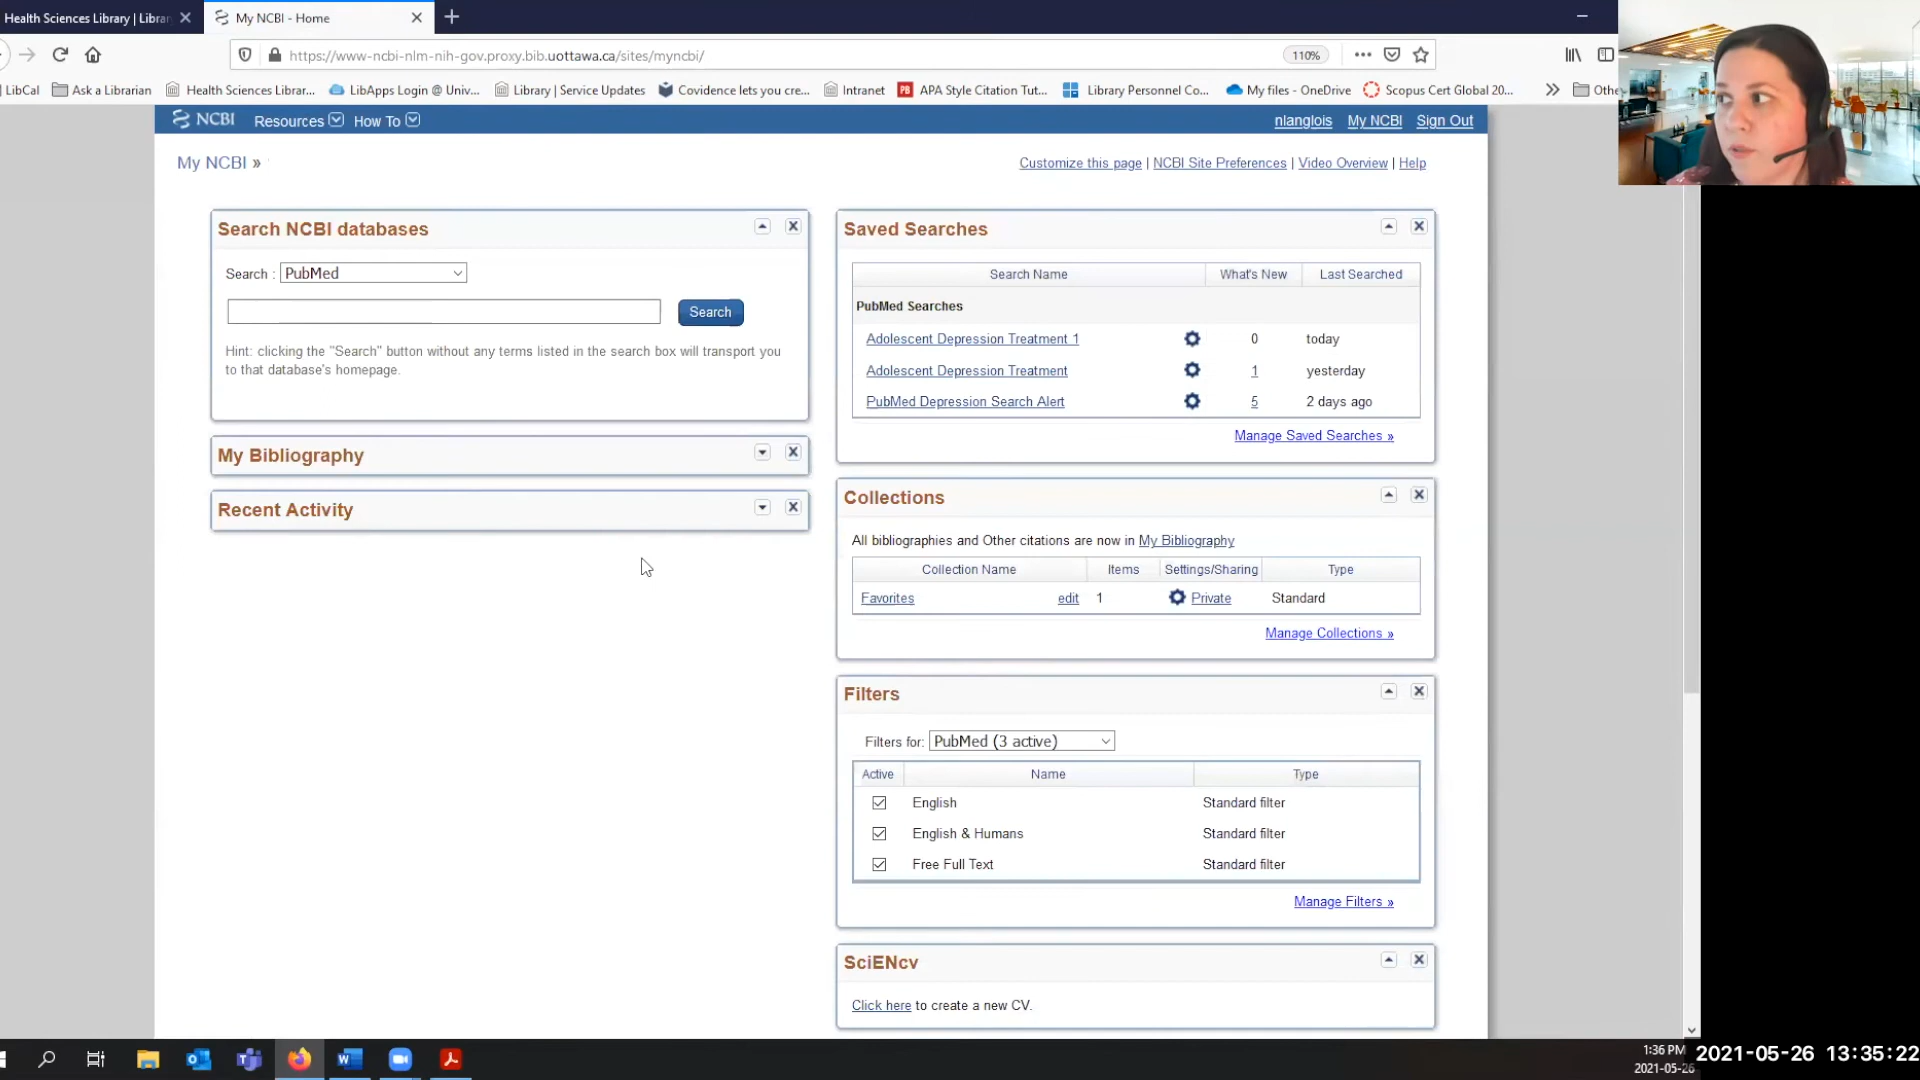 Health Sciences Library | Librar
My NCBI - Home
https://www-ncbi-nlm-nih-gov.proxy.bib.uottawa.ca/sites/myncbi/
110%
LibCal
Ask a Librarian
Health Sciences Librar...
LibApps Login @ Univ...
Library | Service Updates
Covidence lets you cre...
Intranet
APA Style Citation Tut...
Library Personnel Co...
My files - OneDrive
Scopus Cert Global 20...
Othe
NCBI
Resources
How To
nlanglois
My NCBI
Sign Out
My NCBI »
Customize this page | NCBI Site Preferences | Video Overview | Help
Search NCBI databases
Search : PubMed
Search
Hint: clicking the "Search" button without any terms listed in the search box will transport you
to that database's homepage.
My Bibliography
Recent Activity
Saved Searches
Search Name What's New Last Searched
PubMed Searches
Adolescent Depression Treatment 1 0 today
Adolescent Depression Treatment 1 yesterday
PubMed Depression Search Alert 5 2 days ago
Manage Saved Searches »
Collections
All bibliographies and Other citations are now in My Bibliography
Collection Name Items Settings/Sharing Type
Favorites edit 1 Private Standard
Manage Collections »
Filters
Filters for: PubMed (3 active)
Active Name Type
English Standard filter
English & Humans Standard filter
Free Full Text Standard filter
Manage Filters »
SciENcv
Click here to create a new CV.
1:36 PM
2021-05-26
2021-05-26 13:35:22